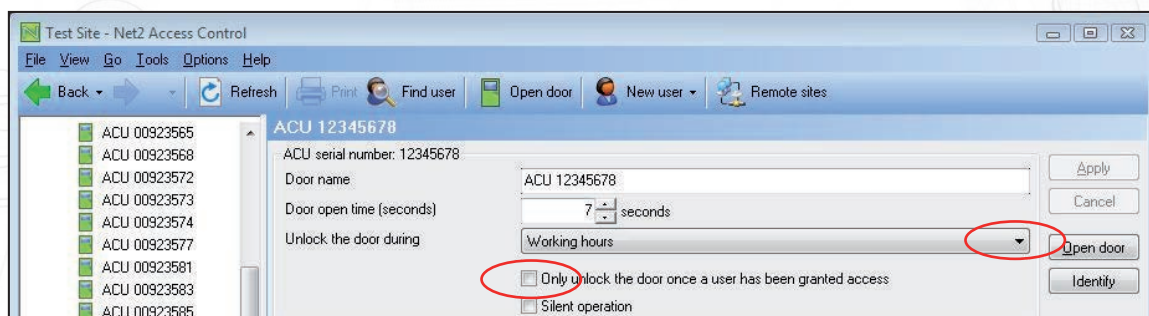 Test Site - Net2 Access Control
File View Go Tools Options Help
Back Refresh Print Find user Open door New user Remote sites
ACU 00923565
ACU 00923568
ACU 00923572
ACU 00923573
ACU 00923574
ACU 00923577
ACU 00923581
ACU 00923583
ACU 00923585
ACU 12345678
ACU serial number: 12345678
Door name ACU 12345678
Door open time (seconds) 7 seconds
Unlock the door during Working hours
Only unlock the door once a user has been granted access
Silent operation
Apply
Cancel
Open door
Identify